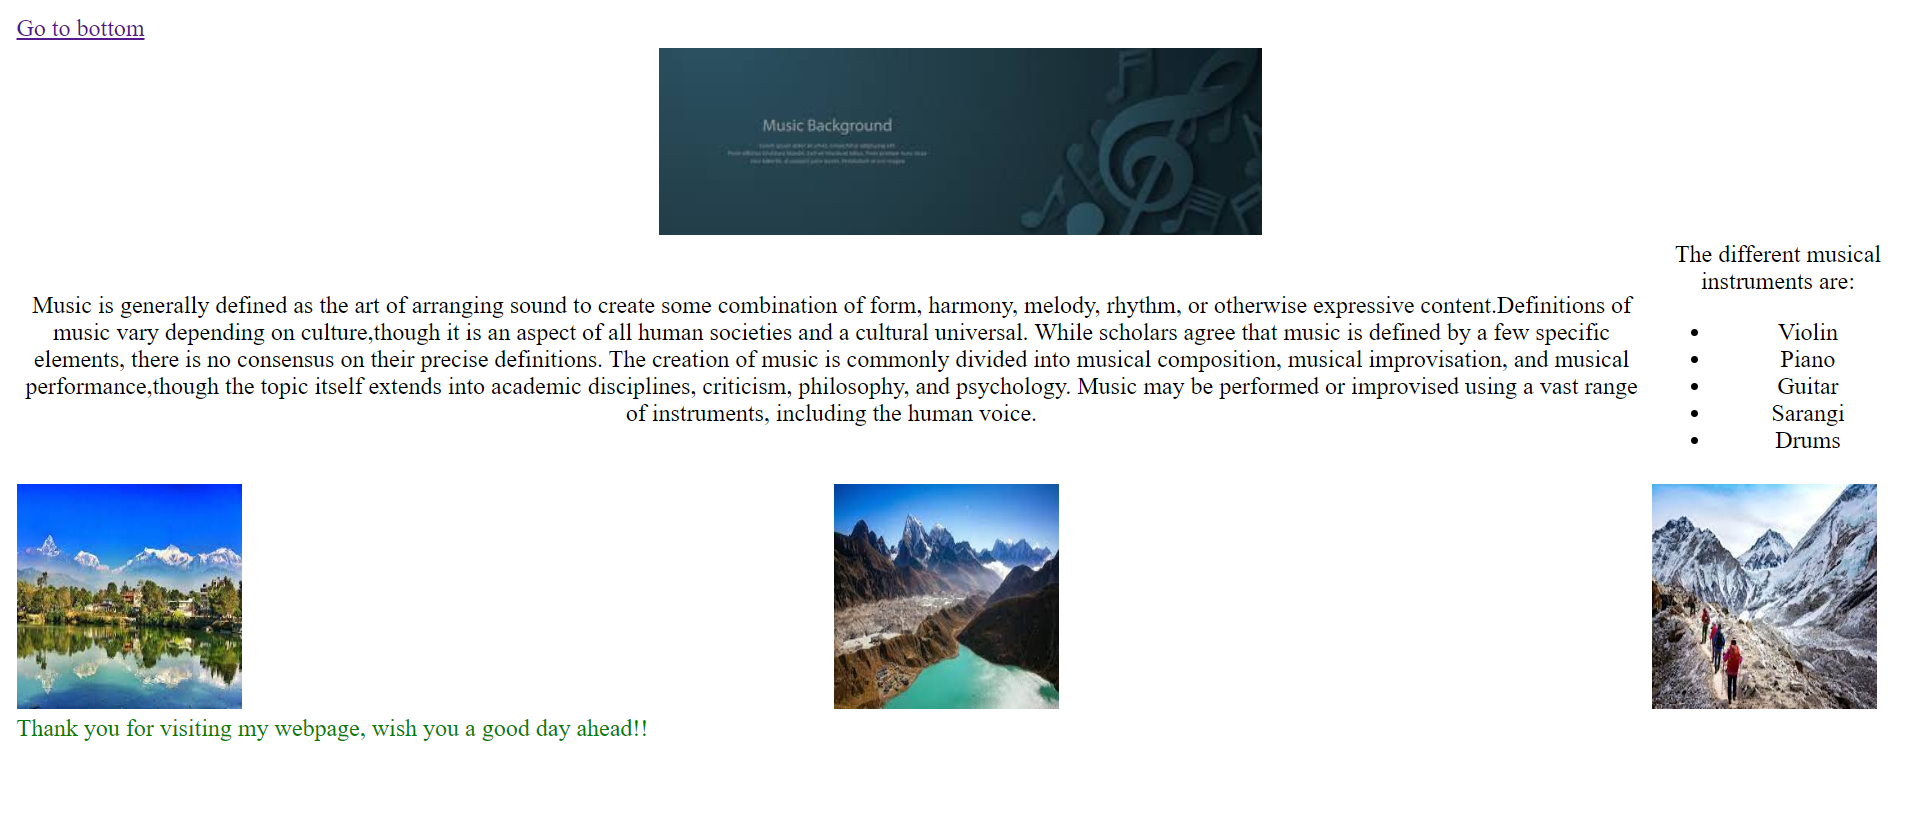 Go to bottom
Music Background
The different musical
instruments are:
Music is generally defined as the art of arranging sound to create some combination of form, harmony, melody, rhythm, or otherwise expressive content.Definitions of
music vary depending on culture,though it is an aspect of all human societies and a cultural universal. While scholars agree that music is defined by a few specific
elements, there is no consensus on their precise definitions. The creation of music is commonly divided into musical composition, musical improvisation, and musical
performance,though the topic itself extends into academic disciplines, criticism, philosophy, and psychology. Music may be performed or improvised using a vast range
of instruments, including the human voice.
• Violin
• Piano
• Guitar
• Sarangi
• Drums
Thank you for visiting my webpage, wish you a good day ahead!!